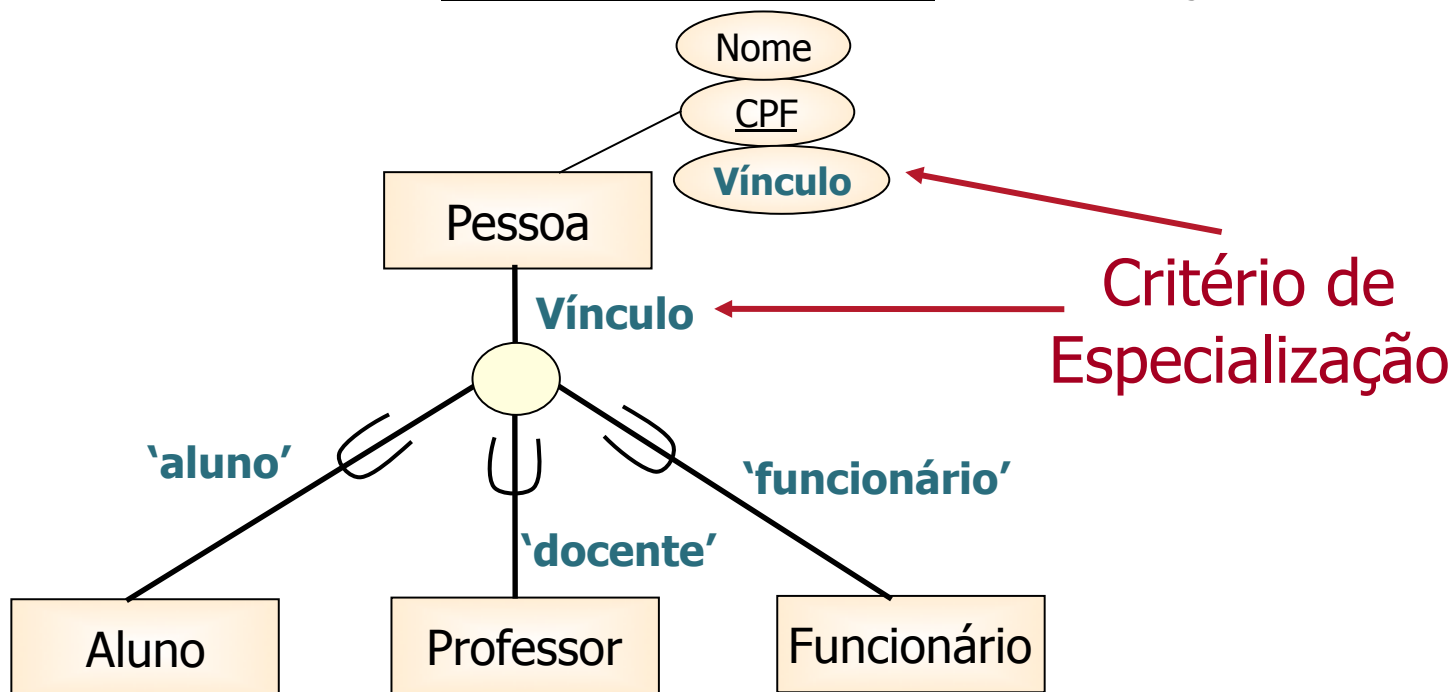 Nome
CPF
Vínculo
Pessoa
Vínculo
Critério de
Especialização
‘aluno’
‘funcionário’
‘docente’
Aluno
Professor
Funcionário